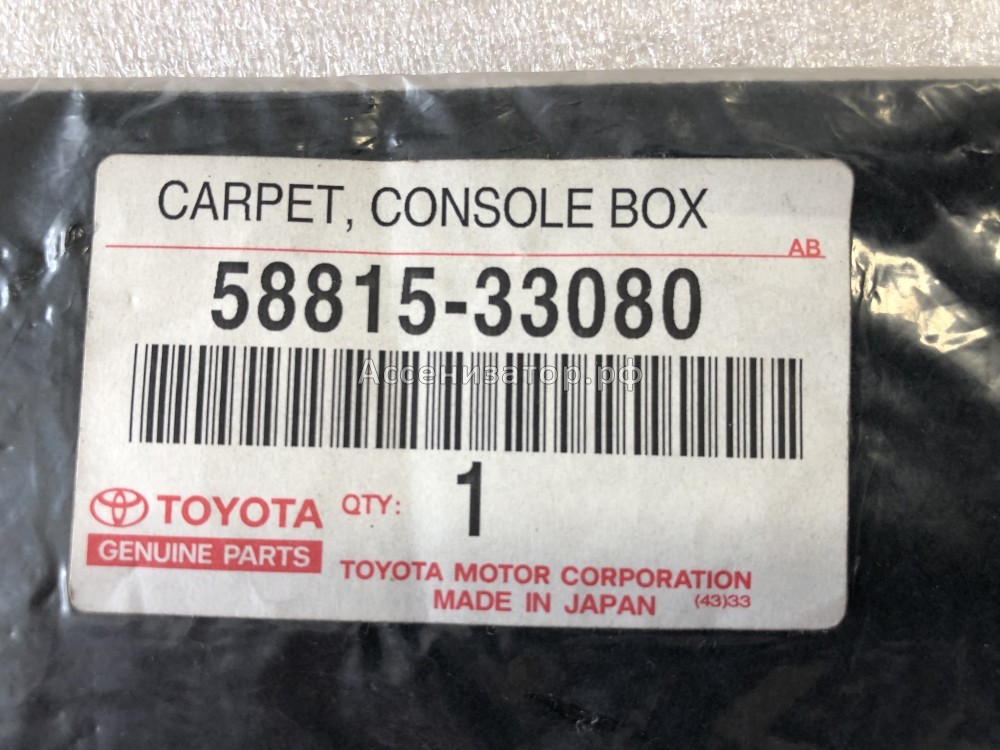 CARPET, CONSOLE BOX
AB
58815-33080
Ассенизатор.рф
1
QTY:
TOYOTA
GENUINE PARTS
TOYOTA MOTOR CORPORATION
MADE IN JAPAN (43)33